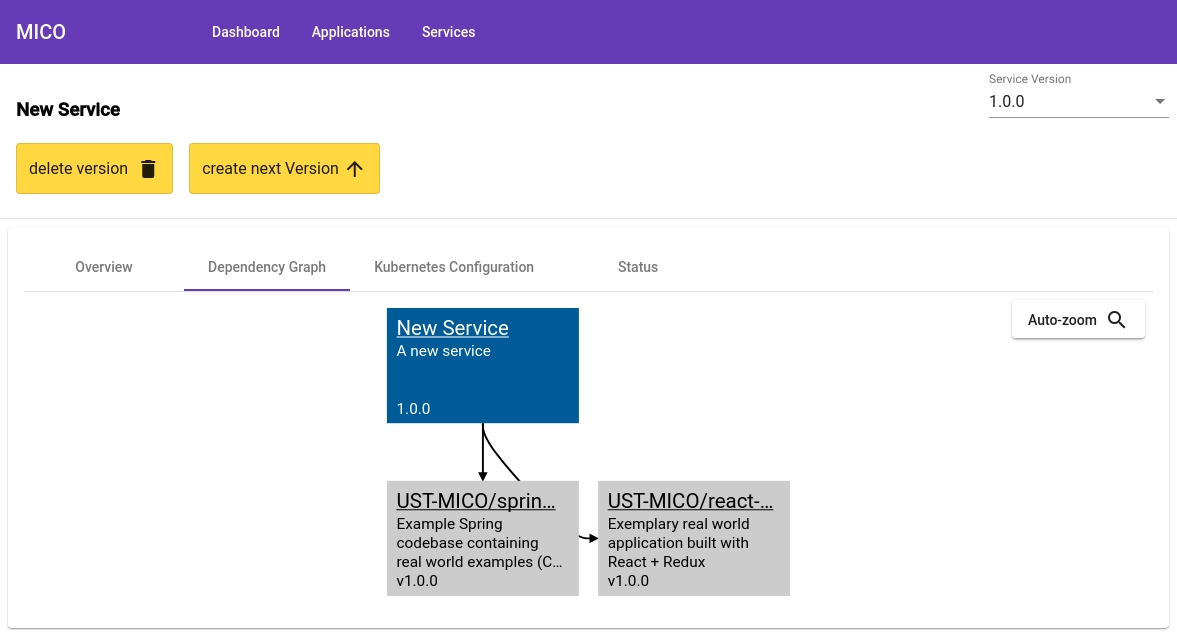 MICO
Dashboard
Applications
Services
Service Version
1.0.0
New Service
delete version
create next Version
Overview
Dependency Graph
Kubernetes Configuration
Status
Auto-zoom
New Service
A new service
1.0.0
UST-MICO/sprin...
Example Spring
codebase containing
real world examples (C...
v1.0.0
UST-MICO/react-...
Exemplary real world
application built with
React + Redux
v1.0.0